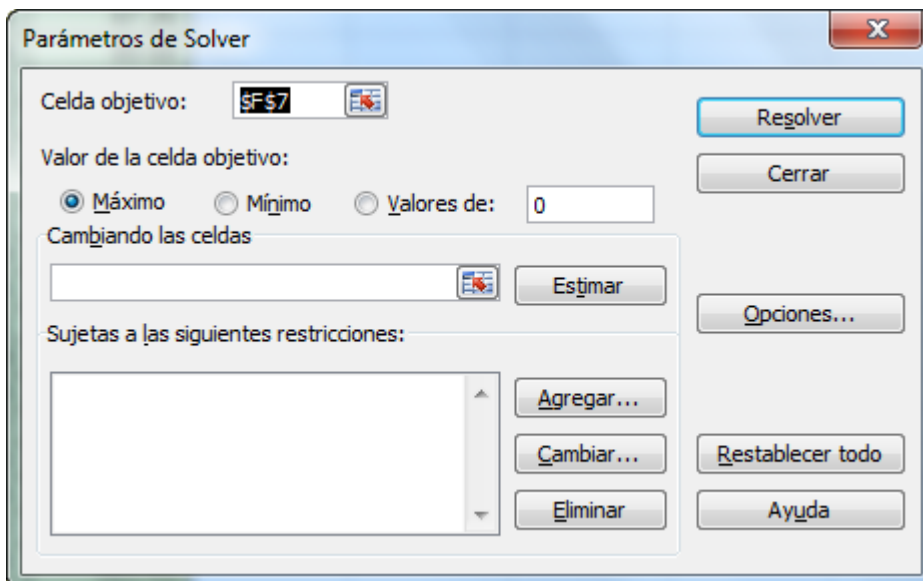 Parámetros de Solver
X
Celda objetivo: $F$7
Resolver
Valor de la celda objetivo:
Cerrar
Máximo Mínimo Valores de: 0
Cambiando las celdas
Estimar
Opciones...
Sujetas a las siguientes restricciones:
Agregar...
Cambiar...
Restablecer todo
Eliminar
Ayuda